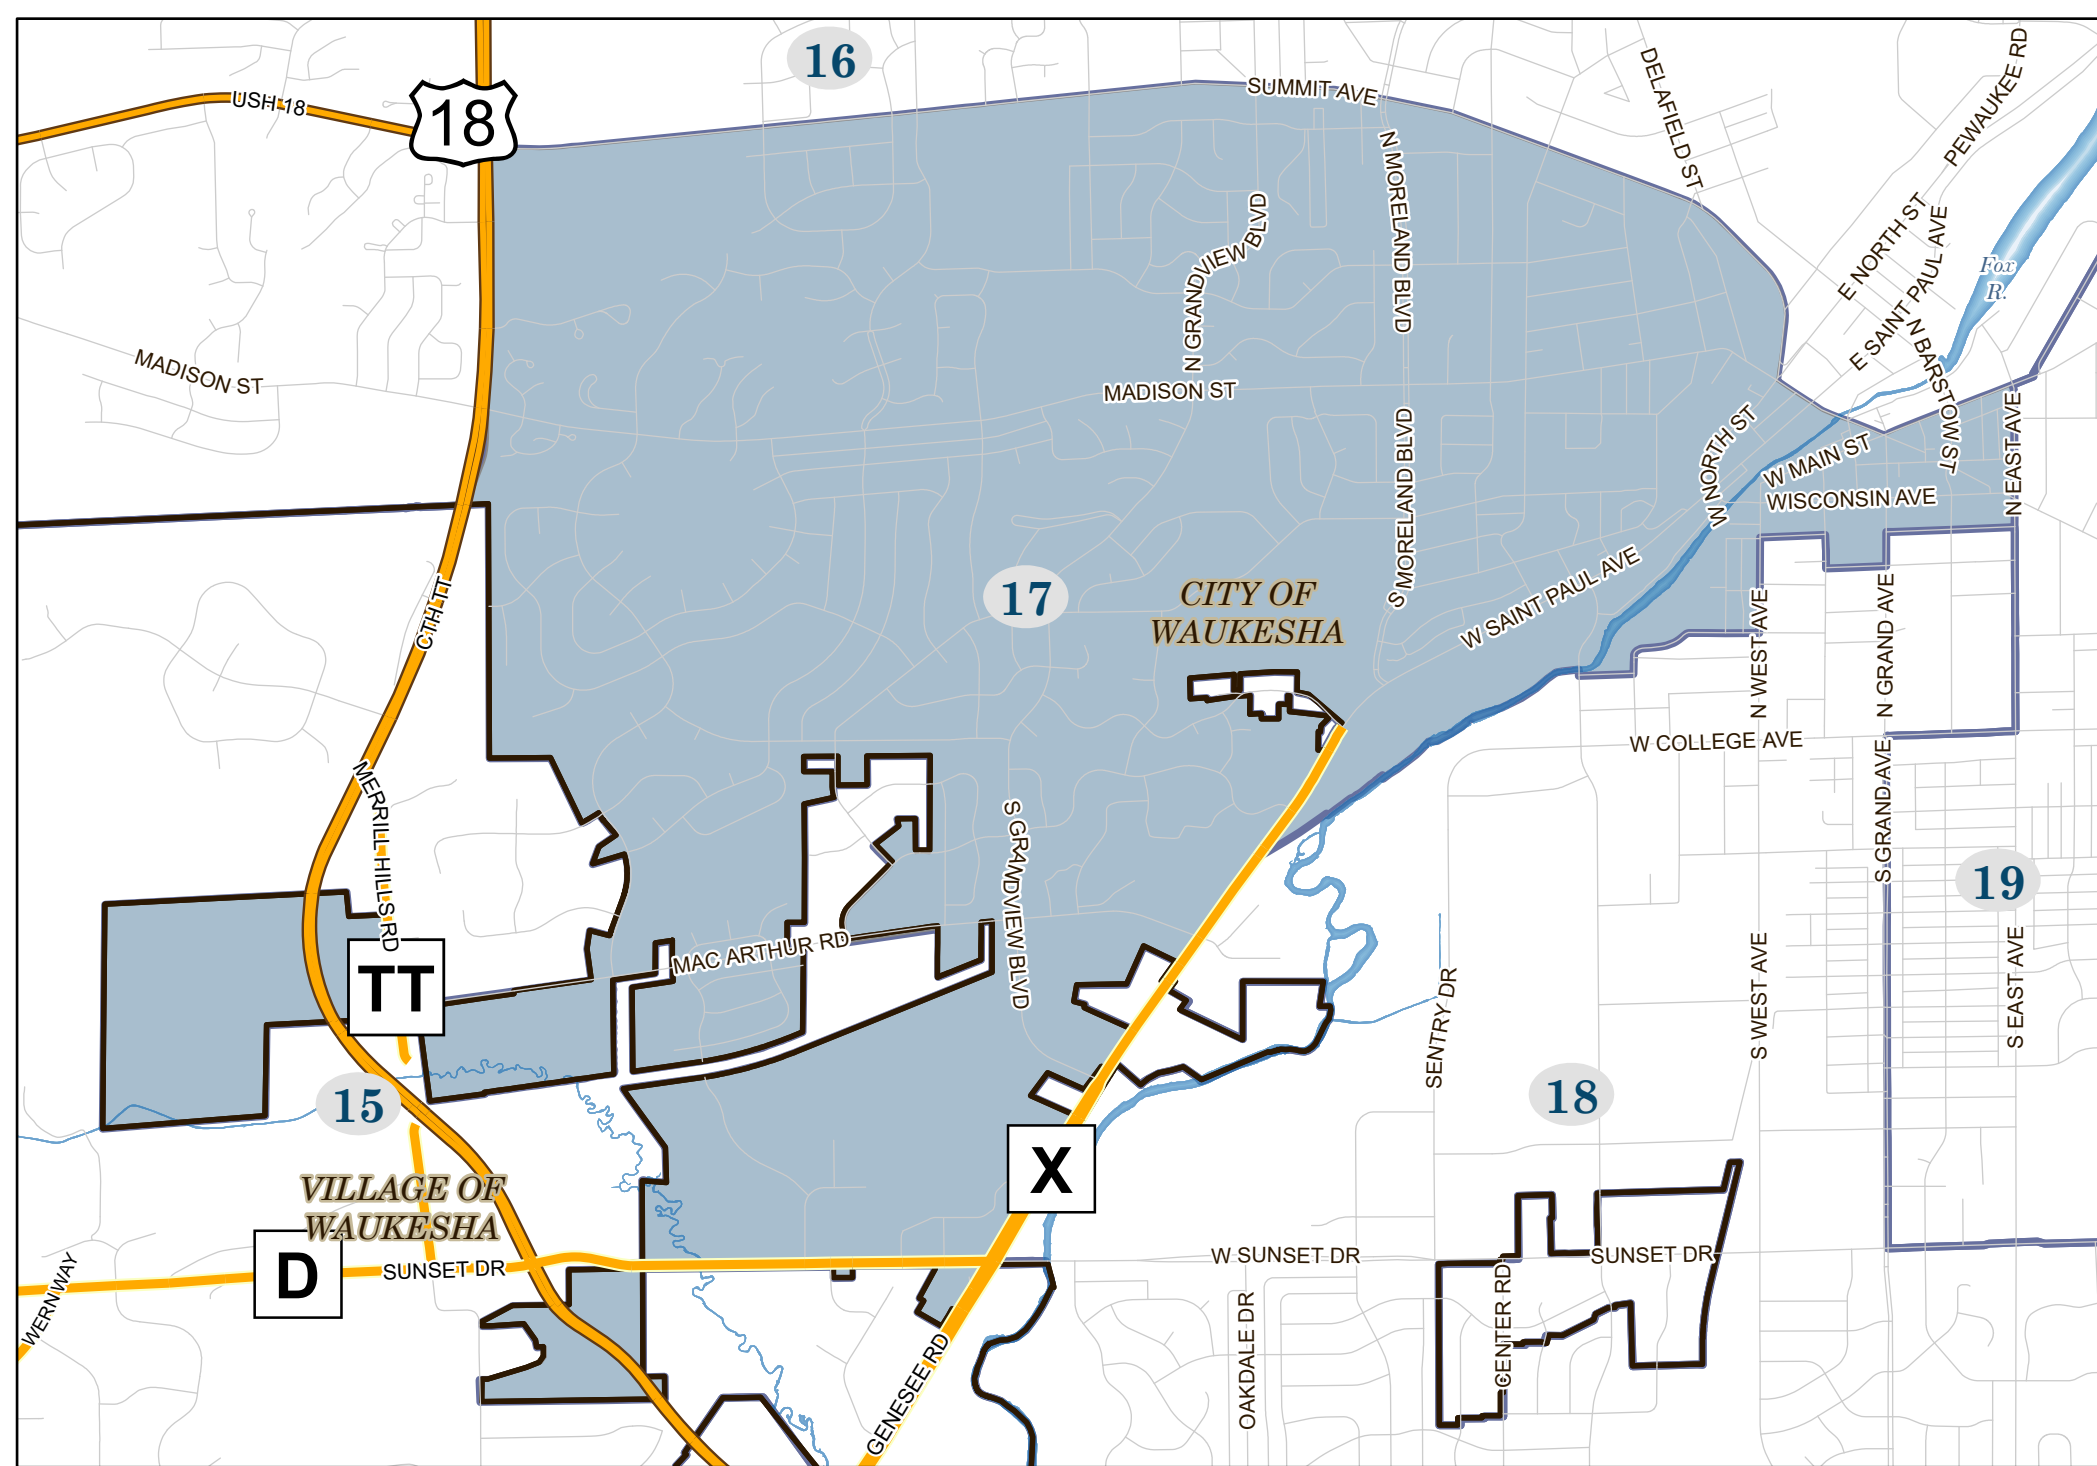 16
SUMMIT AVE
DELAFIELD ST
PEWAUKEE RD
USH 18
18
N MORELAND BLVD
N GRANDVIEW BLVD
E NORTH ST
E SAINT PAUL AVE
Fox
R.
N BARSTOW ST
MADISON ST
MADISON ST
N EAST AVE
W NORTH ST
W MAIN ST
WISCONSIN AVE
S MORELAND BLVD
W SAINT PAUL AVE
CTH TT
17
CITY OF
WAUKESHA
N WEST AVE
N GRAND AVE
W COLLEGE AVE
MERRILL HILLS RD
S GRANDVIEW BLVD
S GRAND AVE
19
MAC ARTHUR RD
TT
SENTRY DR
S WEST AVE
S EAST AVE
15
18
X
VILLAGE OF
WAUKESHA
D
SUNSET DR
W SUNSET DR
SUNSET DR
WERN WAY
GENESEE RD
OAKDALE DR
CENTER RD